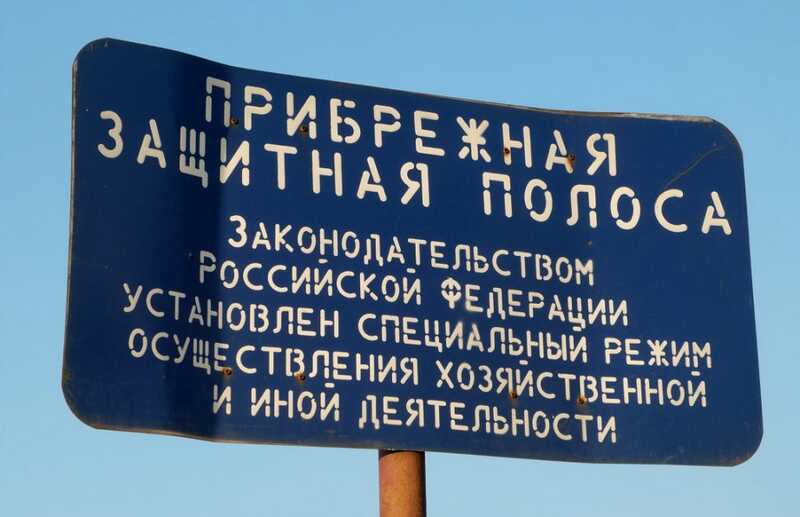 ПРИБРЕЖНАЯ
ЗАЩИТНАЯ ПОЛОСА
ЗАКОНОДАТЕЛЬСТВОМ
РОССИЙСКОЙ ФЕДЕРАЦИИ
УСТАНОВЛЕН СПЕЦИАЛЬНЫЙ РЕЖИМ
ОСУЩЕСТВЛЕНИЯ ХОЗЯЙСТВЕННОЙ
И ИНОЙ ДЕЯТЕЛЬНОСТИ